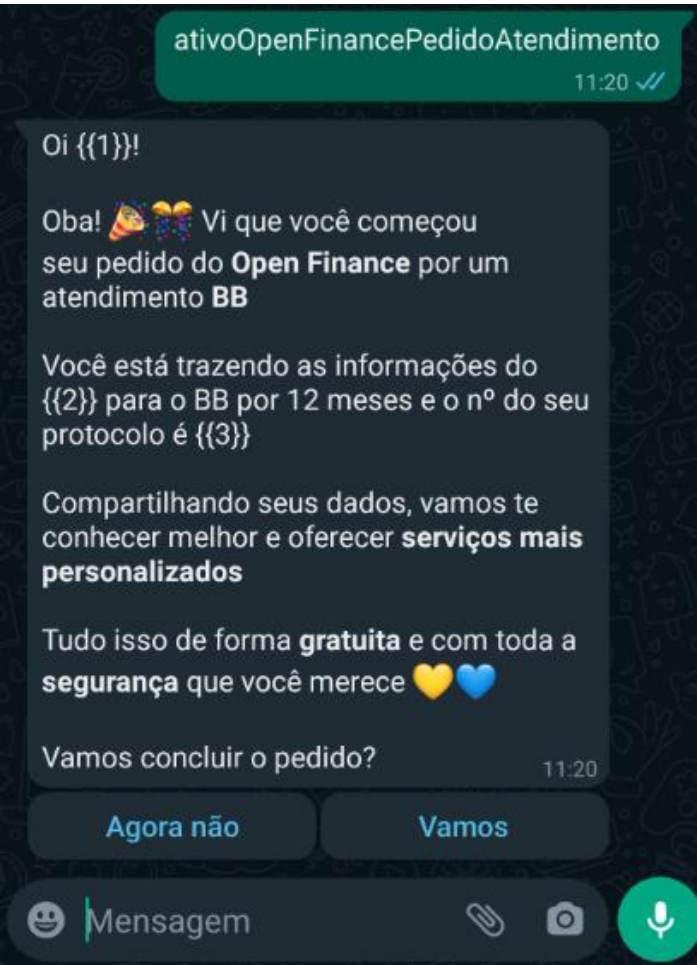 ativoOpenFinancePedidoAtendimento
11:20
Oi {{1}}!
Oba! 🎉🎊 Vi que você começou
seu pedido do Open Finance por um
atendimento BB
Você está trazendo as informações do
{{2}} para o BB por 12 meses e o nº do seu
protocolo é {{3}}
Compartilhando seus dados, vamos te
conhecer melhor e oferecer serviços mais
personalizados
Tudo isso de forma gratuita e com toda a
segurança que você merece 💛💙
Vamos concluir o pedido?
11:20
Agora não
Vamos
Mensagem